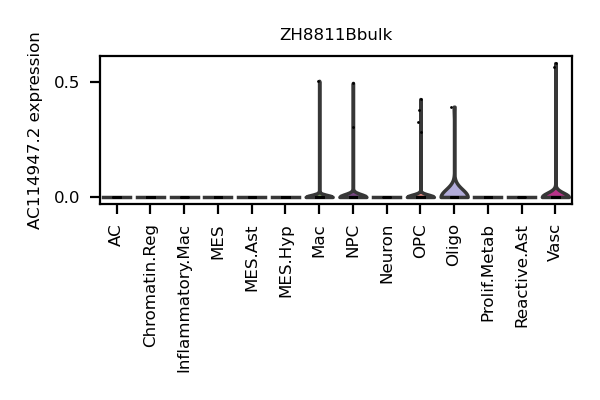 ZH8811Bbulk
AC114947.2 expression
0.5
0.0
AC
Chromatin.Reg
Inflammatory.Mac
MES
MES.Ast
MES.Hyp
Mac
NPC
Neuron
OPC
Oligo
Prolif.Metab
Reactive.Ast
Vasc